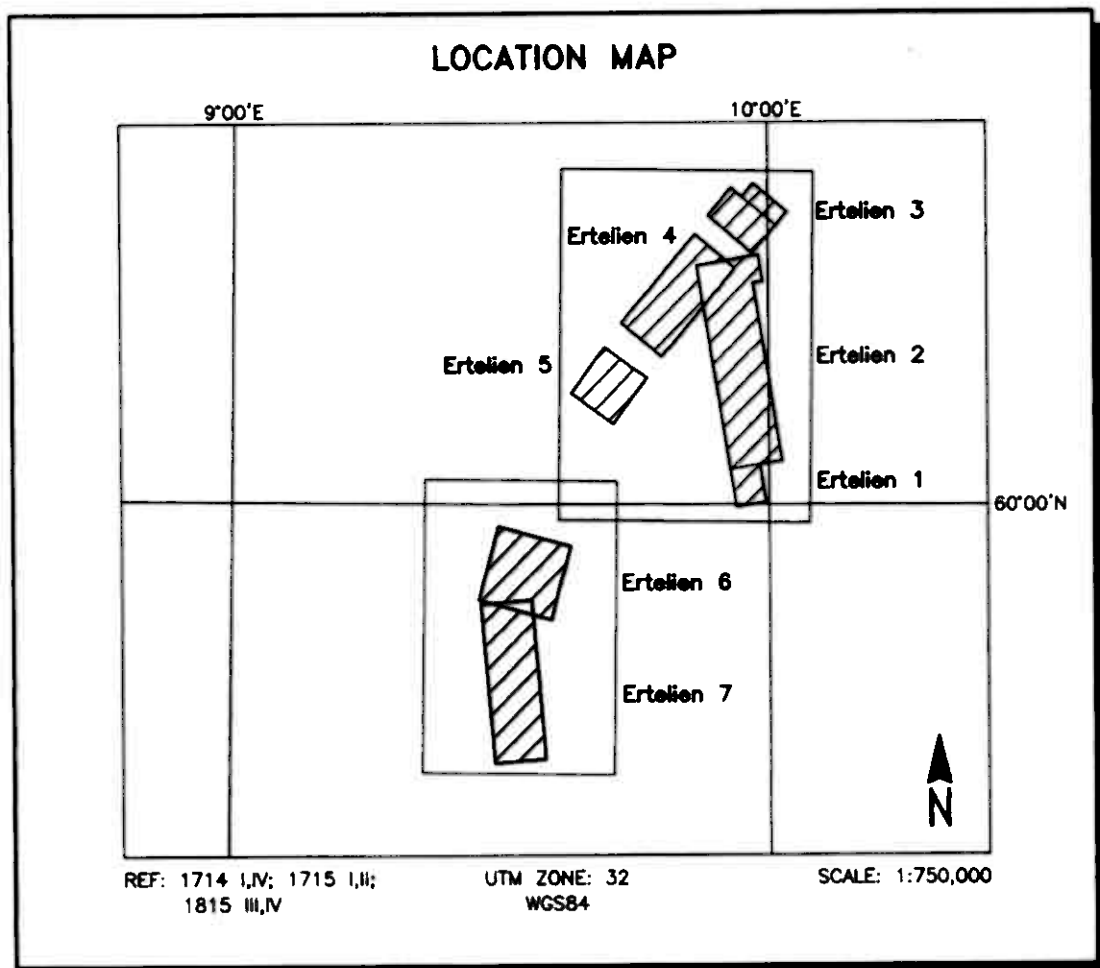 LOCATION MAP
9°00'E
10°00'E
Ertelien 3
Ertelien 4
Ertelien 2
Ertelien 5
Ertelien 1
60°00'N
Ertelien 6
Ertelien 7
N
REF: 1714 I,IV; 1715 I,II; UTM ZONE: 32 SCALE: 1:750,000
1815 III,IV WGS84